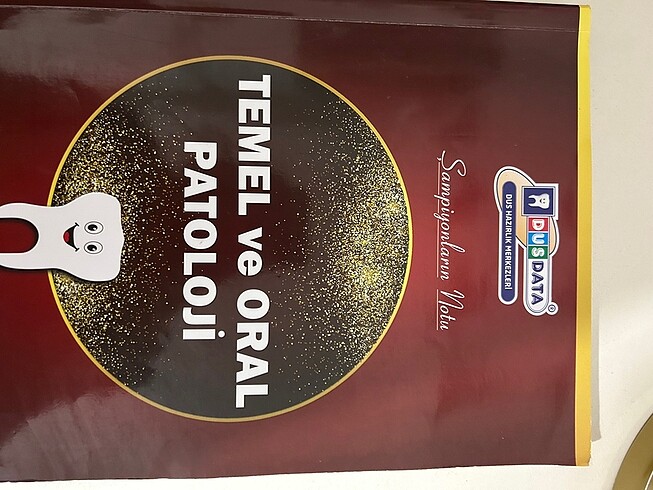 DUSDATA®
DUS HAZIRLIK MERKEZLERİ
Şampiyonların Notu
TEMEL ve ORAL
PATOLOJİ